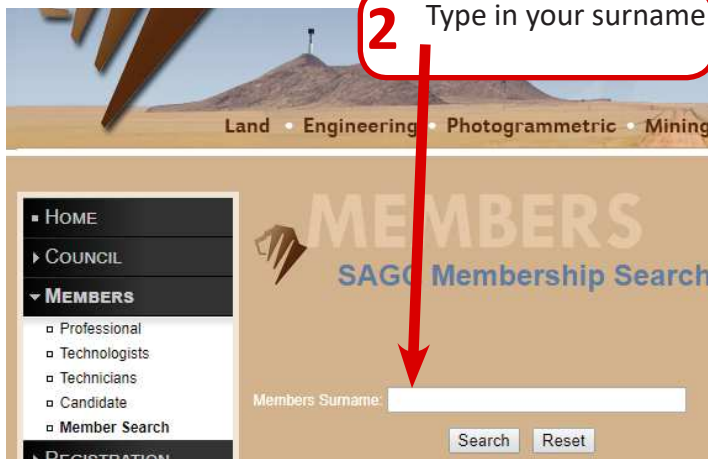 2 Type in your surname
Land • Engineering • Photogrammetric • Mining
HOME
COUNCIL
MEMBERS
Professional
Technologists
Technicians
Candidate
Member Search
REGISTRATION
MEMBERS
SAGC Membership Search
Members Surname:
Search Reset